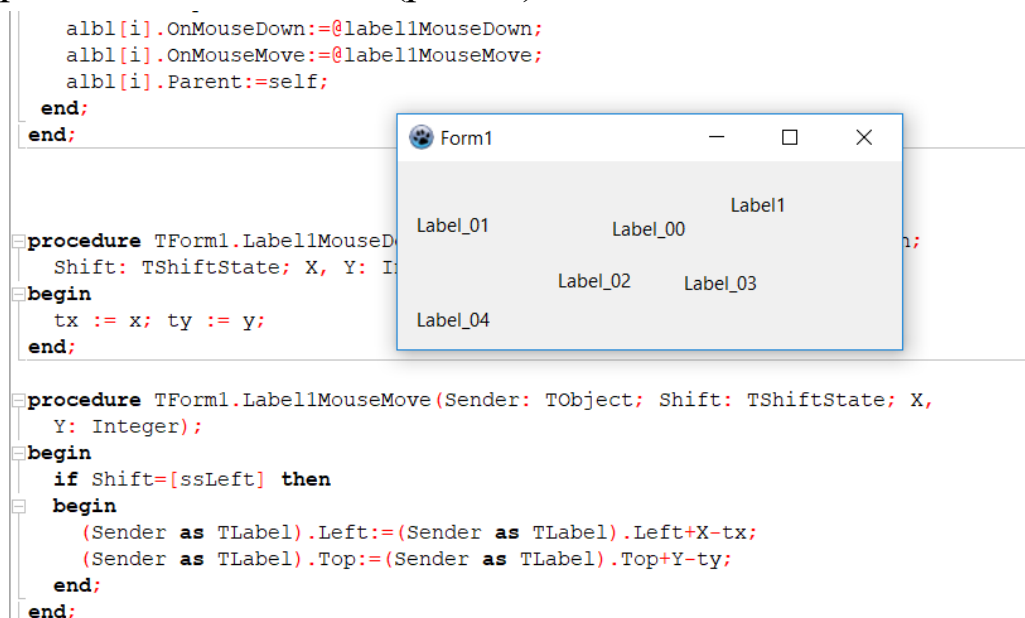 albl[i].OnMouseDown:=@label1MouseDown;
albl[i].OnMouseMove:=@label1MouseMove;
albl[i].Parent:=self;
end;
end;
Form1
Label1
Label_01
Label_00
Label_02
Label_03
Label_04
procedure TForm1.Label1MouseD
Shift: TShiftState; X, Y: I
begin
tx := x; ty := y;
end;
procedure TForm1.Label1MouseMove(Sender: TObject; Shift: TShiftState; X,
Y: Integer);
begin
if Shift=[ssLeft] then
begin
(Sender as TLabel).Left:=(Sender as TLabel).Left+X-tx;
(Sender as TLabel).Top:=(Sender as TLabel).Top+Y-ty;
end;
end;